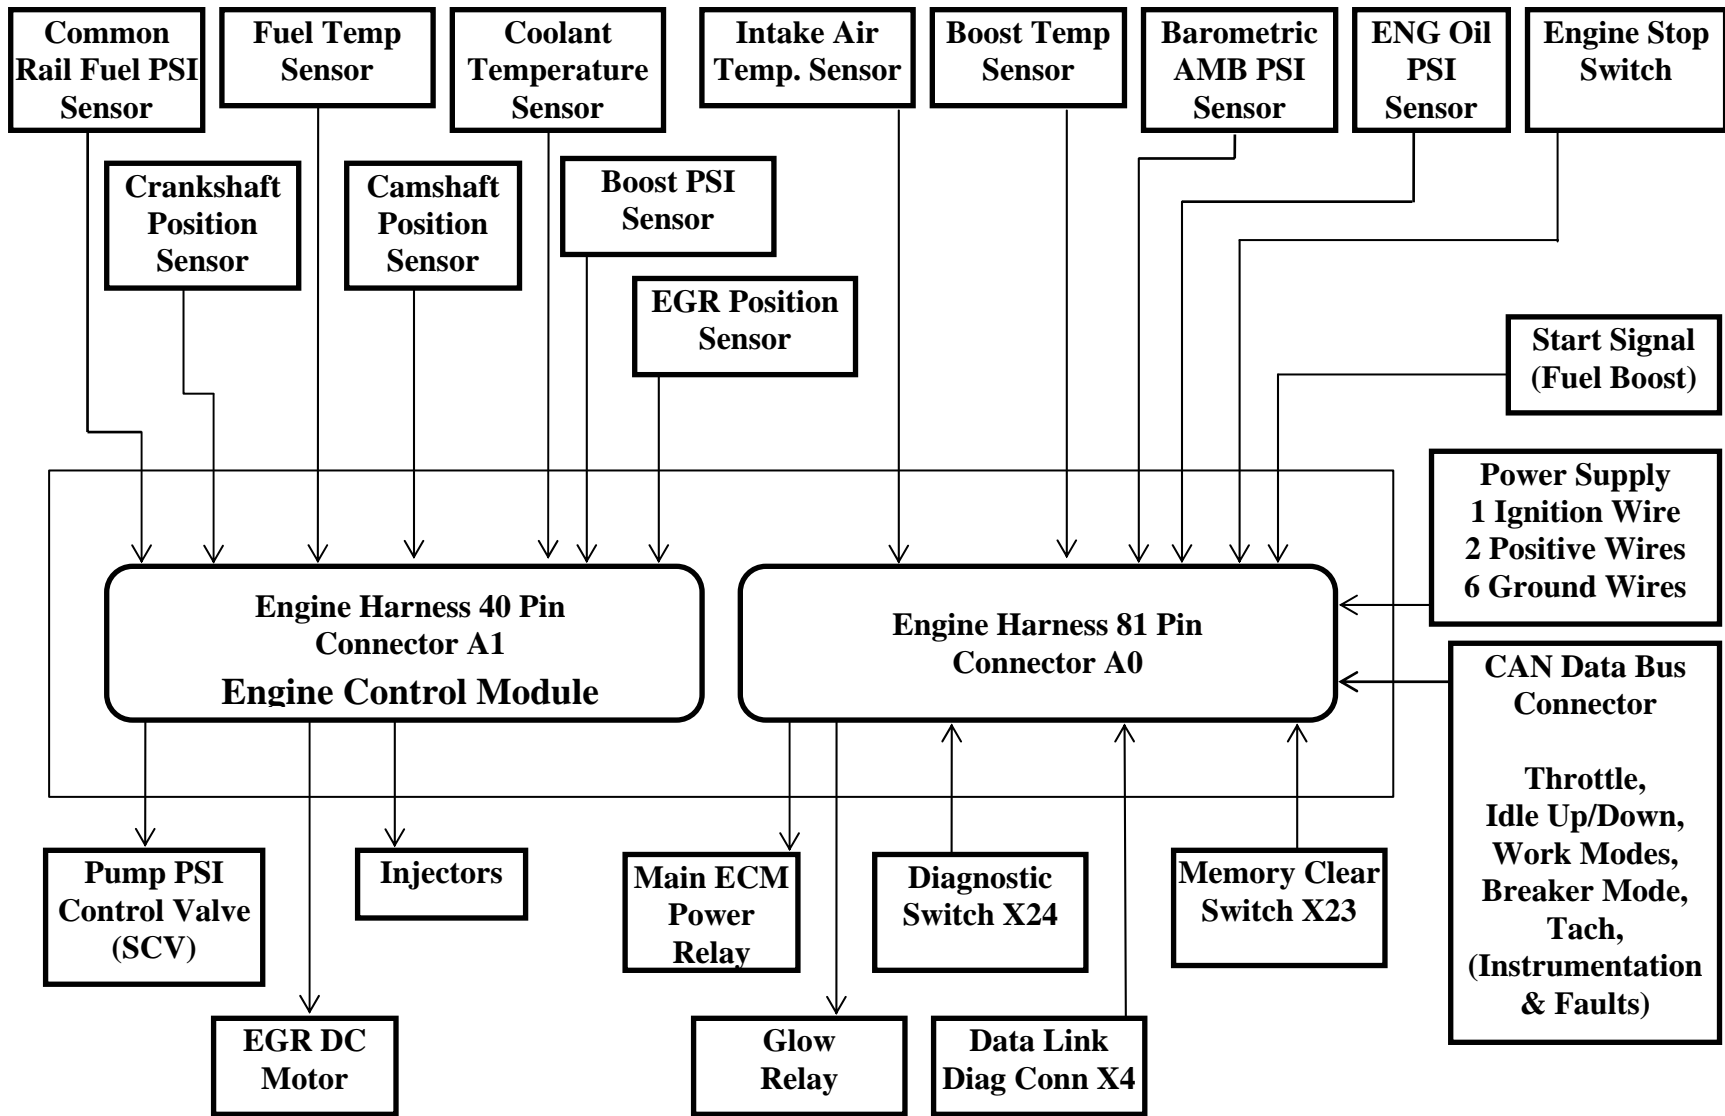 Common
Rail Fuel PSI
Sensor
Fuel Temp
Sensor
Coolant
Temperature
Sensor
Intake Air
Temp. Sensor
Boost Temp
Sensor
Barometric
AMB PSI
Sensor
ENG Oil
PSI
Sensor
Engine Stop
Switch
Crankshaft
Position
Sensor
Camshaft
Position
Sensor
Boost PSI
Sensor
EGR Position
Sensor
Start Signal
(Fuel Boost)
Power Supply
1 Ignition Wire
2 Positive Wires
6 Ground Wires
Engine Harness 40 Pin
Connector A1
Engine Control Module
Engine Harness 81 Pin
Connector A0
CAN Data Bus
Connector
Throttle,
Idle Up/Down,
Work Modes,
Breaker Mode,
Tach,
(Instrumentation
& Faults)
Pump PSI
Control Valve
(SCV)
Injectors
Main ECM
Power
Relay
Diagnostic
Switch X24
Memory Clear
Switch X23
EGR DC
Motor
Glow
Relay
Data Link
Diag Conn X4